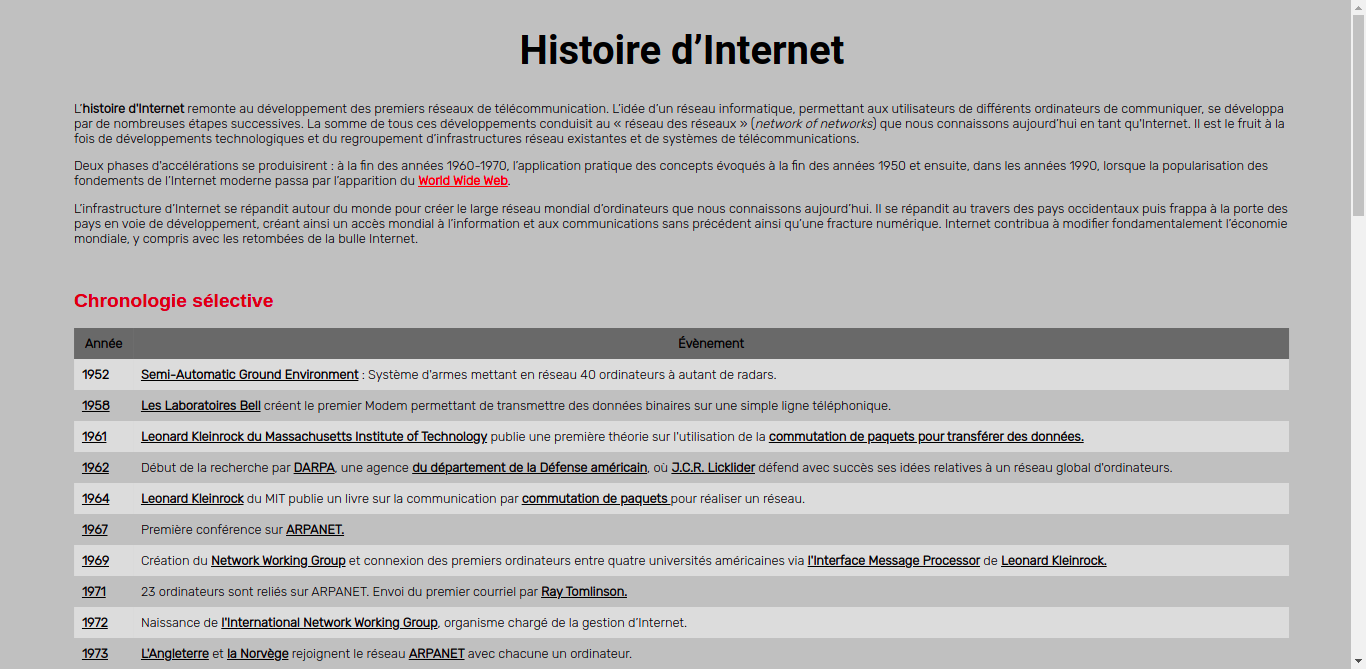 Histoire d’Internet
L’histoire d'Internet remonte au développement des premiers réseaux de télécommunication. L’idée d’un réseau informatique, permettant aux utilisateurs de différents ordinateurs de communiquer, se développa
par de nombreuses étapes successives. La somme de tous ces développements conduisit au « réseau des réseaux » (network of networks) que nous connaissons aujourd'hui en tant qu'Internet. Il est le fruit à la
fois de développements technologiques et du regroupement d’infrastructures réseau existantes et de systèmes de télécommunications.
Deux phases d'accélérations se produisirent : à la fin des années 1960-1970, l’application pratique des concepts évoqués à la fin des années 1950 et ensuite, dans les années 1990, lorsque la popularisation des
fondements de l’Internet moderne passa par l’apparition du World Wide Web.
L’infrastructure d’Internet se répandit autour du monde pour créer le large réseau mondial d’ordinateurs que nous connaissons aujourd’hui. Il se répandit au travers des pays occidentaux puis frappa à la porte des
pays en voie de développement, créant ainsi un accès mondial à l’information et aux communications sans précédent ainsi qu’une fracture numérique. Internet contribua à modifier fondamentalement l’économie
mondiale, y compris avec les retombées de la bulle Internet.
Chronologie sélective
Année Évènement
1952 Semi-Automatic Ground Environment : Système d'armes mettant en réseau 40 ordinateurs à autant de radars.
1958 Les Laboratoires Bell créent le premier Modem permettant de transmettre des données binaires sur une simple ligne téléphonique.
1961 Leonard Kleinrock du Massachusetts Institute of Technology publie une première théorie sur l'utilisation de la commutation de paquets pour transférer des données.
1962 Début de la recherche par DARPA, une agence du département de la Défense américain, où J.C.R. Licklider défend avec succès ses idées relatives à un réseau global d'ordinateurs.
1964 Leonard Kleinrock du MIT publie un livre sur la communication par commutation de paquets pour réaliser un réseau.
1967 Première conférence sur ARPANET.
1969 Création du Network Working Group et connexion des premiers ordinateurs entre quatre universités américaines via l'Interface Message Processor de Leonard Kleinrock.
1971 23 ordinateurs sont reliés sur ARPANET. Envoi du premier courriel par Ray Tomlinson.
1972 Naissance de l'International Network Working Group, organisme chargé de la gestion d’Internet.
1973 L'Angleterre et la Norvège rejoignent le réseau ARPANET avec chacune un ordinateur.